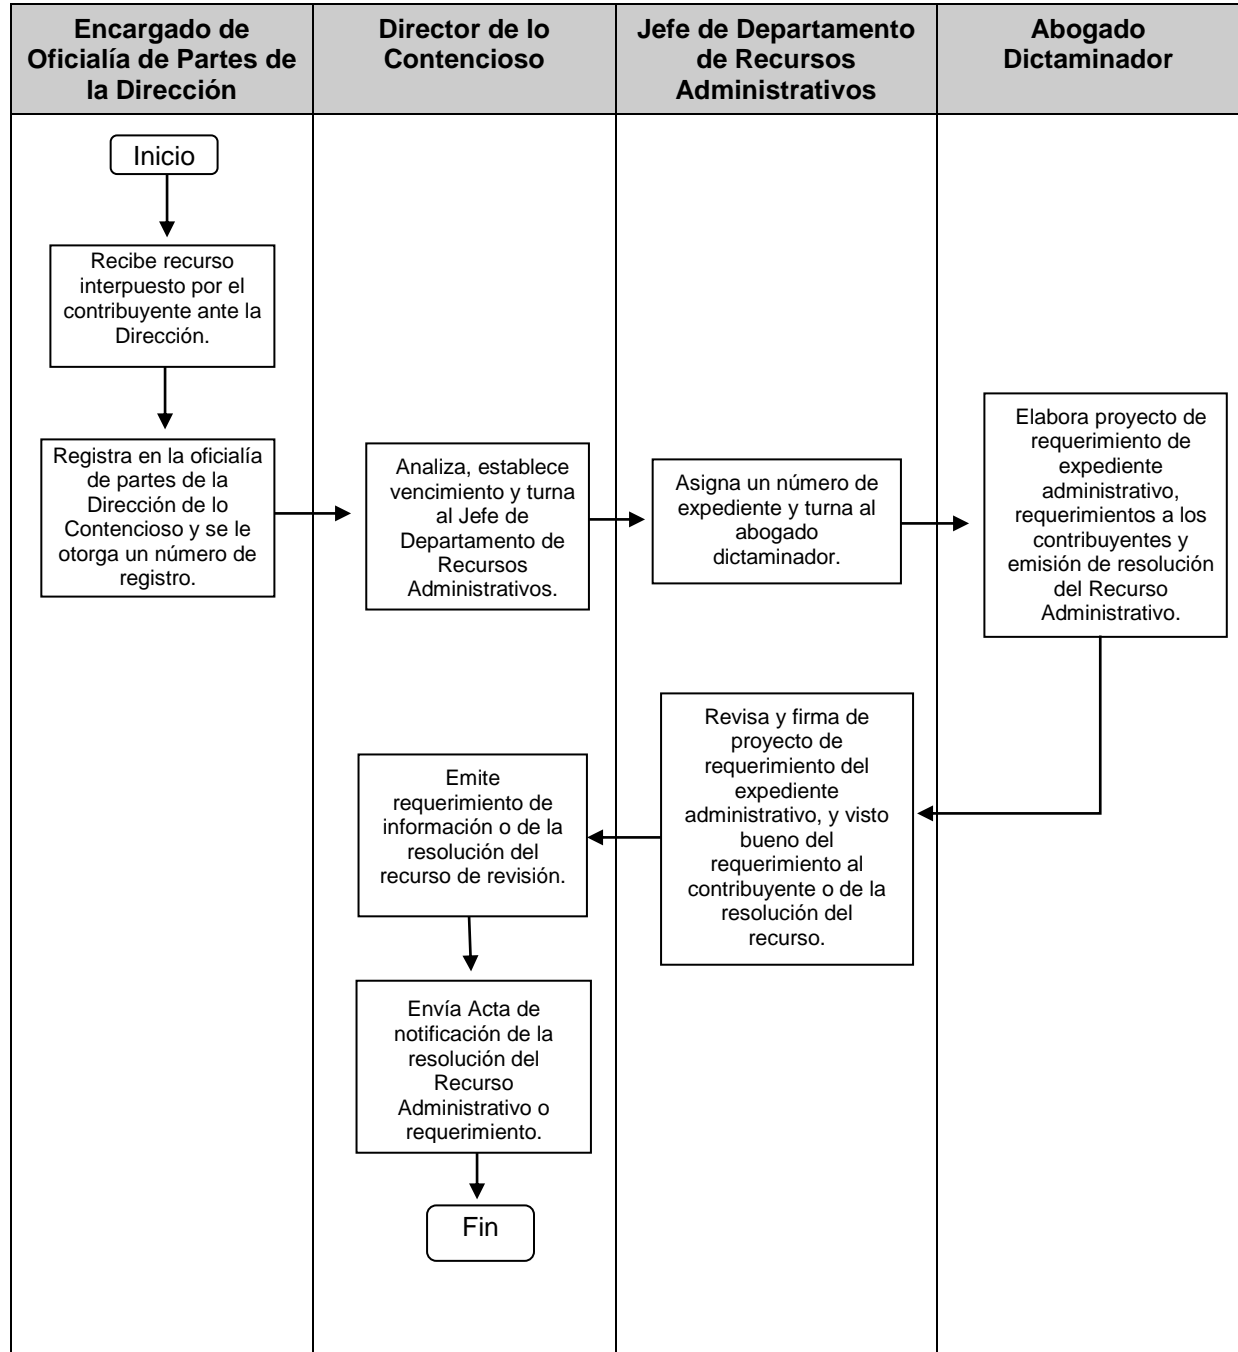 Encargado de
Oficialía de Partes de
la Dirección
Director de lo
Contencioso
Jefe de Departamento
de Recursos
Administrativos
Abogado
Dictaminador
Inicio
Recibe recurso
interpuesto por el
contribuyente ante la
Dirección.
Registra en la oficialía
de partes de la
Dirección de lo
Contencioso y se le
otorga un número de
registro.
Analiza, establece
vencimiento y turna
al Jefe de
Departamento de
Recursos
Administrativos.
Asigna un número de
expediente y turna al
abogado
dictaminador.
Elabora proyecto de
requerimiento de
expediente
administrativo,
requerimientos a los
contribuyentes y
emisión de resolución
del Recurso
Administrativo.
Revisa y firma de
proyecto de
requerimiento del
expediente
administrativo, y visto
bueno del
requerimiento al
contribuyente o de la
resolución del
recurso.
Emite
requerimiento de
información o de la
resolución del
recurso de revisión.
Envía Acta de
notificación de la
resolución del
Recurso
Administrativo o
requerimiento.
Fin